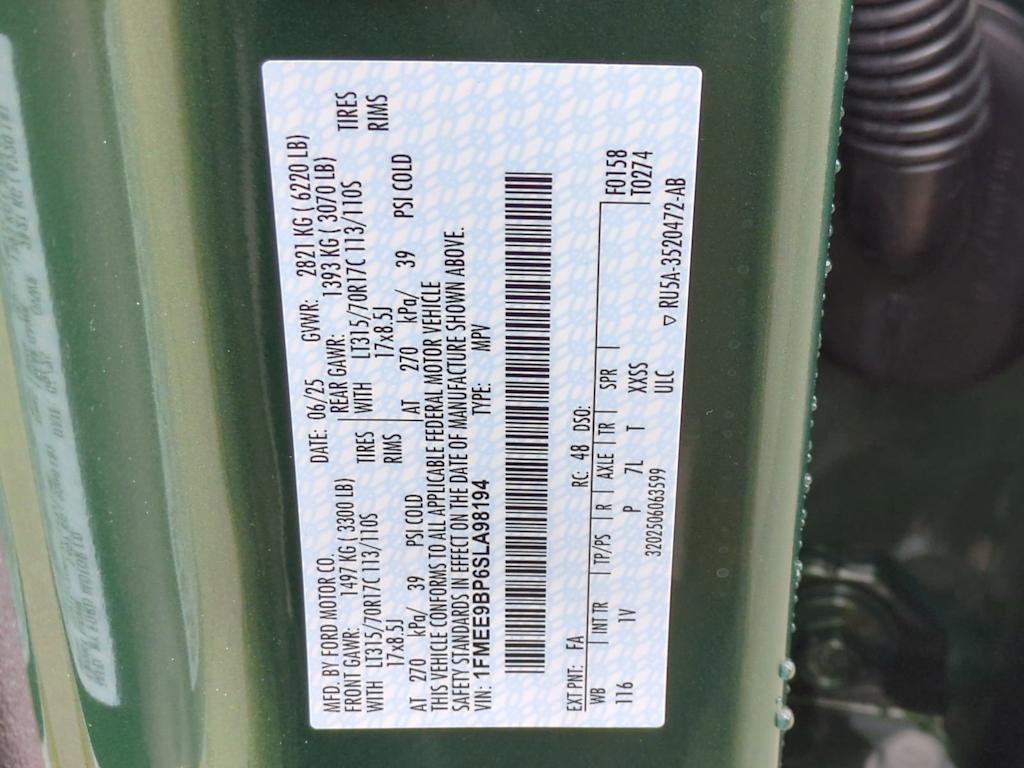 MFD. BY FORD MOTOR CO. DATE: 06/25 GVWR: 2821 KG ( 6220 LB)
FRONT GAWR: 1497 KG ( 3300 LB) REAR GAWR: 1393 KG ( 3070 LB)
WITH LT315/70R17C 113/110S TIRES WITH LT315/70R17C 113/110S TIRES
17x8.5J RIMS 17x8.5J RIMS
AT 270 kPa/ 39 PSI COLD AT 270 kPa/ 39 PSI COLD
THIS VEHICLE CONFORMS TO ALL APPLICABLE FEDERAL MOTOR VEHICLE
SAFETY STANDARDS IN EFFECT ON THE DATE OF MANUFACTURE SHOWN ABOVE.
VIN: 1FMEE9BP6SLA98194 TYPE: MPV
EXT PNT: FA RC: 48 DSO: F0158
WB INT TR TP/PS R AXLE TR SPR T0274
116 1V P 7L T XXSS
ULC
▽ RU5A-3520472-AB
3202506063599